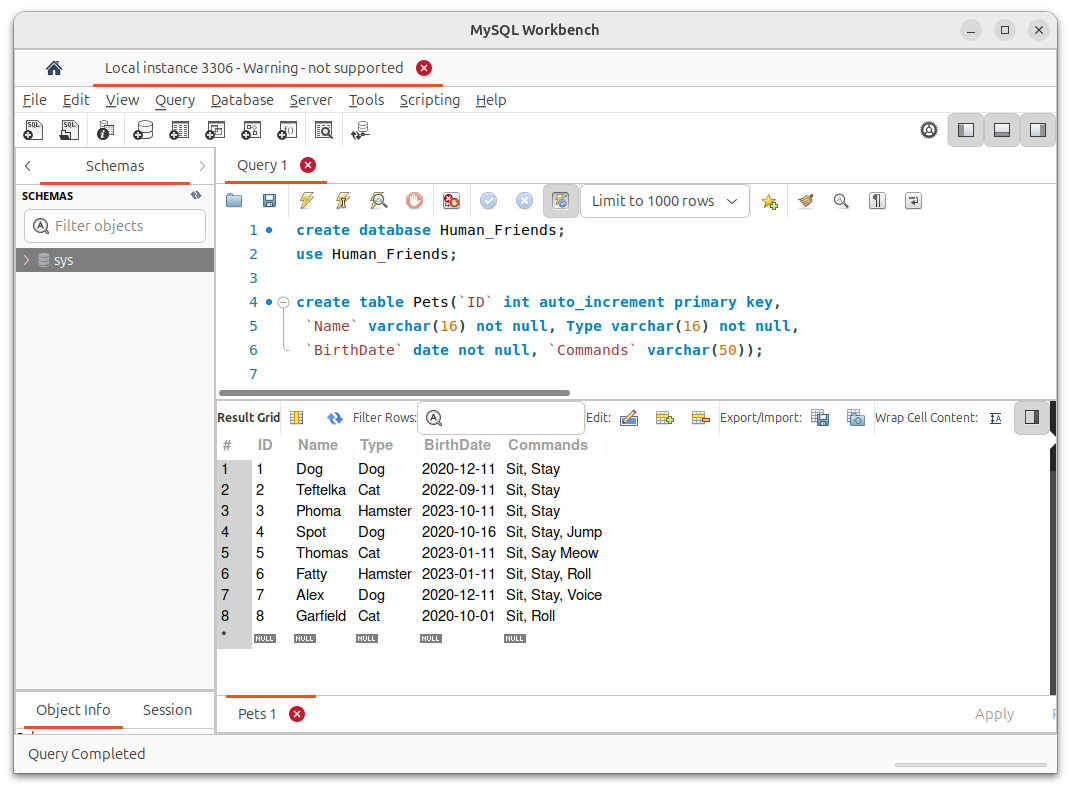 MySQL Workbench
Local instance 3306 - Warning - not supported
File Edit View Query Database Server Tools Scripting Help
Schemas
Query 1
SCHEMAS
Filter objects
sys
Limit to 1000 rows
1 create database Human_Friends;
2 use Human_Friends;
3
4 create table Pets(`ID` int auto_increment primary key,
5 `Name` varchar(16) not null, Type varchar(16) not null,
6 `BirthDate` date not null, `Commands` varchar(50));
7
Result Grid Filter Rows: Edit: Export/Import: Wrap Cell Content:
# ID Name Type BirthDate Commands
1 1 Dog Dog 2020-12-11 Sit, Stay
2 2 Teftelka Cat 2022-09-11 Sit, Stay
3 3 Phoma Hamster 2023-10-11 Sit, Stay
4 4 Spot Dog 2020-10-16 Sit, Stay, Jump
5 5 Thomas Cat 2023-01-11 Sit, Say Meow
6 6 Fatty Hamster 2023-01-11 Sit, Stay, Roll
7 7 Alex Dog 2020-12-11 Sit, Stay, Voice
8 8 Garfield Cat 2020-10-01 Sit, Roll
* NULL NULL NULL NULL NULL
Object Info Session
Pets 1
Apply
Query Completed